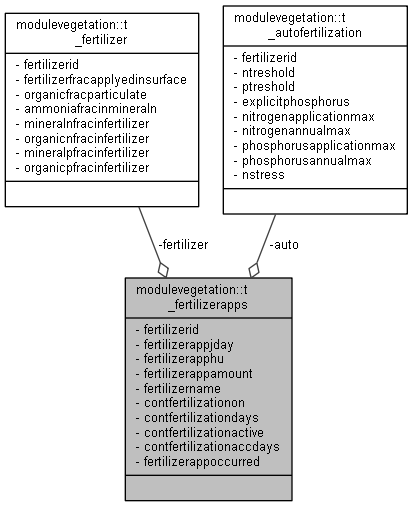 modulevegetation::t
_fertilizer
- fertilizerid
- fertilizerfracapplyedinsurface
- organicfracparticulate
- ammoniafracinmineraln
- mineralnfracinfertilizer
- organicnfracinfertilizer
- mineralpfracinfertilizer
- organicpfracinfertilizer
modulevegetation::t
_autofertilization
- fertilizerid
- ntreshold
- ptreshold
- explicitphosphorus
- nitrogenapplicationmax
- nitrogenannualmax
- phosphorusapplicationmax
- phosphorusannualmax
- nstress
-fertilizer
-auto
modulevegetation::t
_fertilizerapps
- fertilizerid
- fertilizerappjday
- fertilizerapphu
- fertilizerappamount
- fertilizername
- contfertilizationon
- contfertilizationdays
- contfertilizationactive
- contfertilizationaccdays
- fertilizerappoccurred